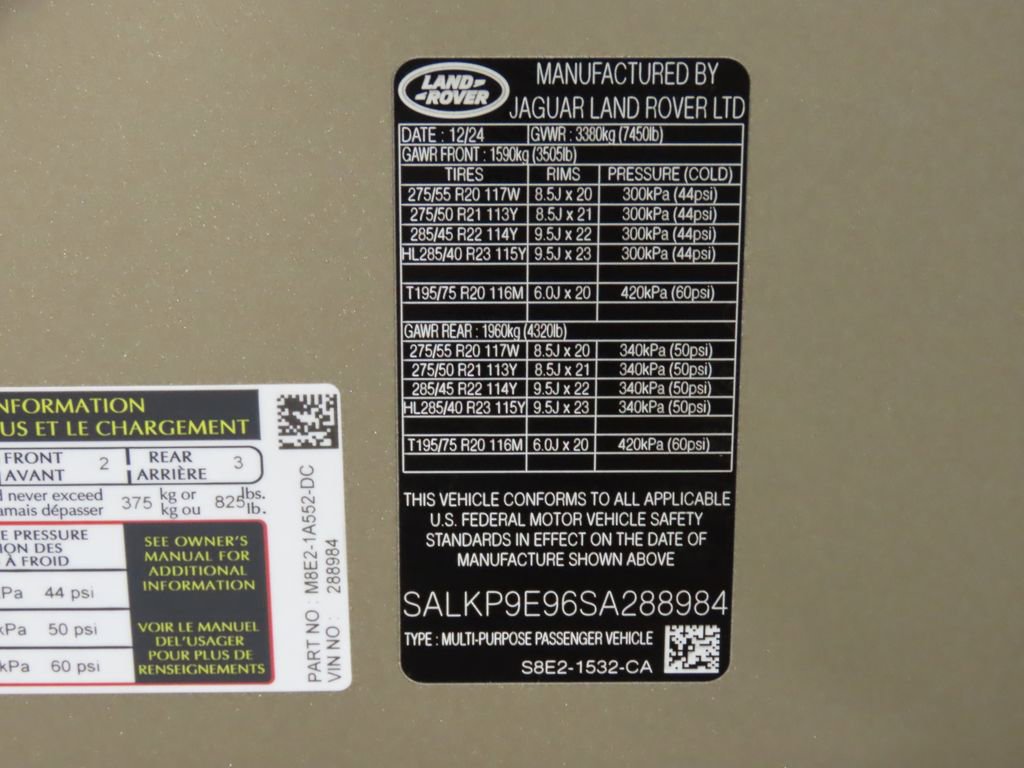 LAND-
-ROVER
MANUFACTURED BY
JAGUAR LAND ROVER LTD
DATE : 12/24 GVWR : 3380kg (7450lb)
GAWR FRONT : 1590kg (3505lb)
TIRES RIMS PRESSURE (COLD)
275/55 R20 117W 8.5J x 20 300kPa (44psi)
275/50 R21 113Y 8.5J x 21 300kPa (44psi)
285/45 R22 114Y 9.5J x 22 300kPa (44psi)
HL285/40 R23 115Y 9.5J x 23 300kPa (44psi)
T195/75 R20 116M 6.0J x 20 420kPa (60psi)
GAWR REAR : 1960kg (4320lb)
275/55 R20 117W 8.5J x 20 340kPa (50psi)
275/50 R21 113Y 8.5J x 21 340kPa (50psi)
285/45 R22 114Y 9.5J x 22 340kPa (50psi)
HL285/40 R23 115Y 9.5J x 23 340kPa (50psi)
T195/75 R20 116M 6.0J x 20 420kPa (60psi)
THIS VEHICLE CONFORMS TO ALL APPLICABLE
U.S. FEDERAL MOTOR VEHICLE SAFETY
STANDARDS IN EFFECT ON THE DATE OF
MANUFACTURE SHOWN ABOVE
SALKP9E96SA288984
TYPE : MULTI-PURPOSE PASSENGER VEHICLE
S8E2-1532-CA
NFORMATION
US ET LE CHARGEMENT
FRONT 2 REAR 3
AVANT ARRIÈRE
never exceed 375 kg or 825 lbs.
amais dépasser kg ou lb.
E PRESSURE
ION DES
À FROID
Pa 44 psi
kPa 50 psi
kPa 60 psi
SEE OWNER'S
MANUAL FOR
ADDITIONAL
INFORMATION
VOIR LE MANUEL
DEL'USAGER
POUR PLUS DE
RENSEIGNEMENTS
PART NO : M8E2-1A552-DC
VIN NO : 288984